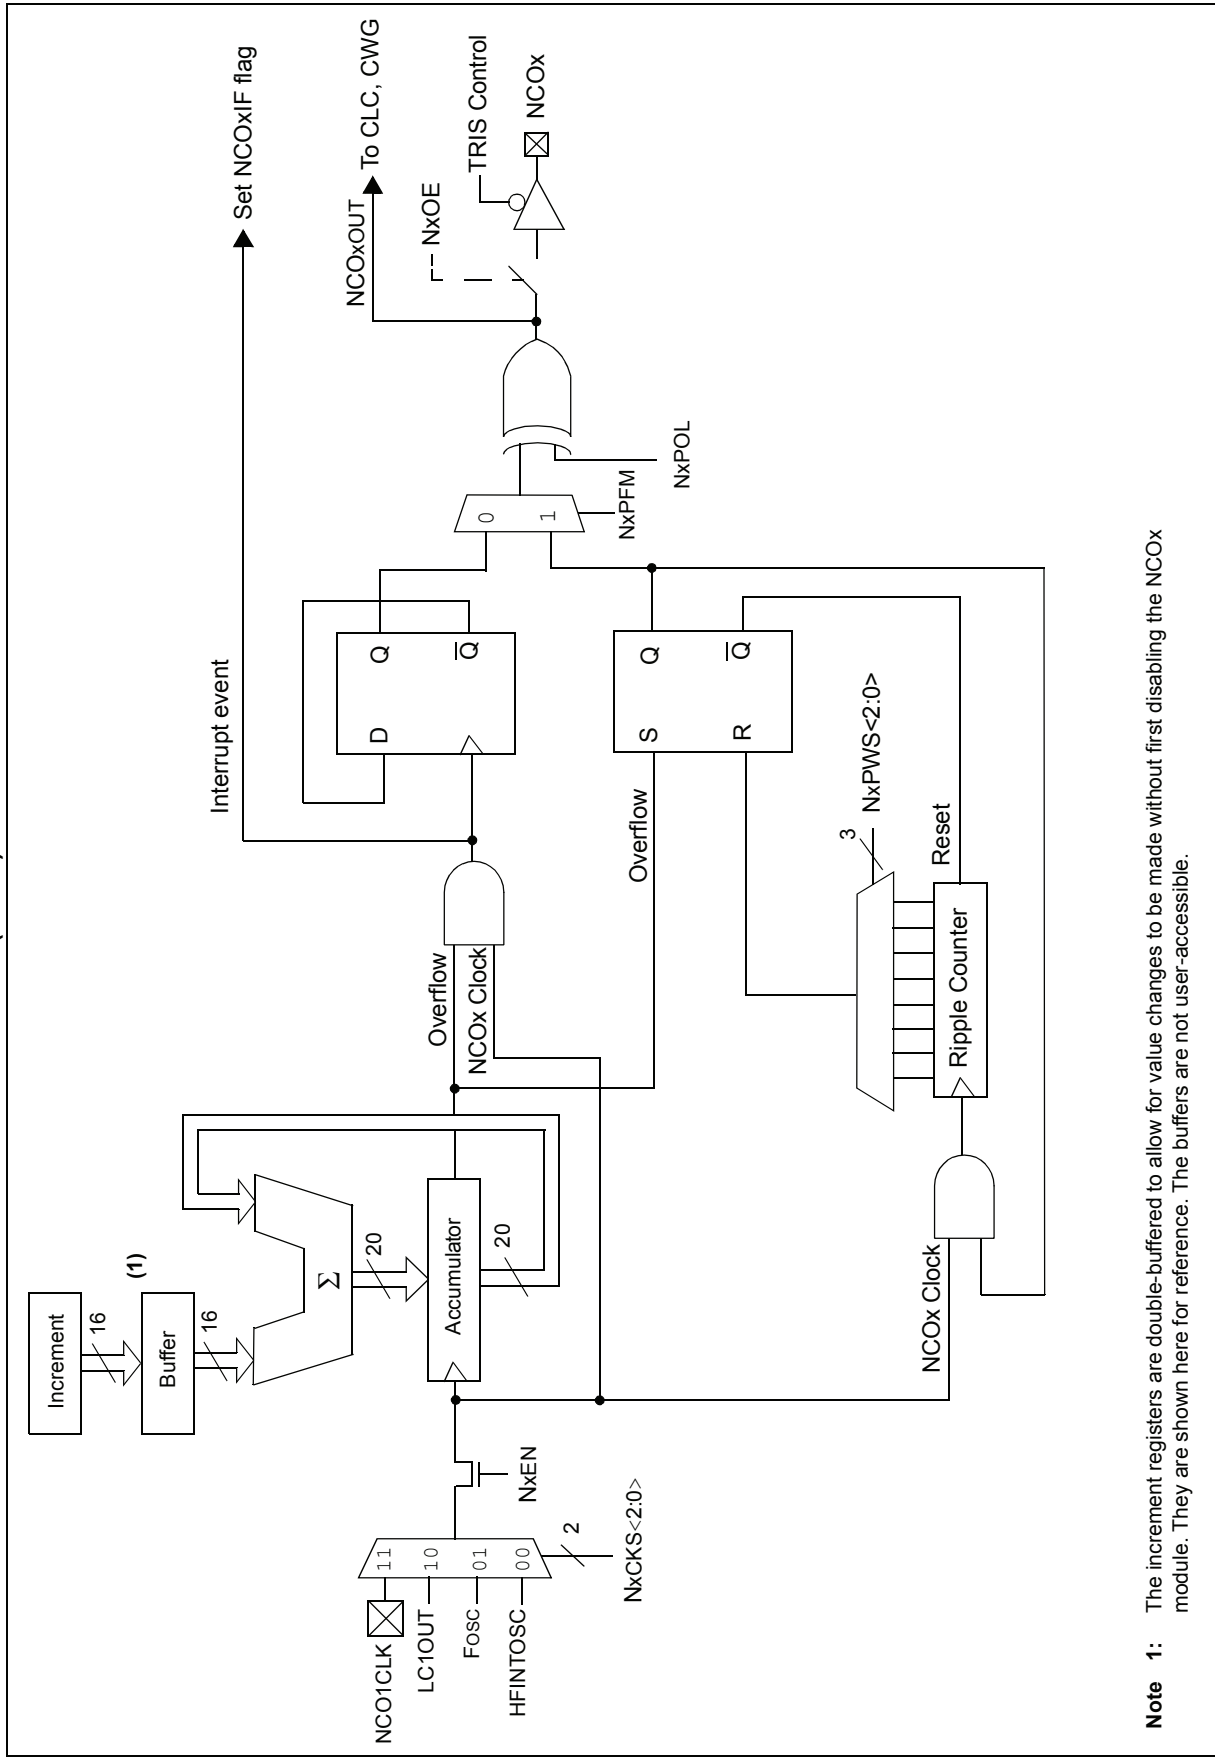 Increment
16
Buffer
(1)
16
Σ
20
Accumulator
20
NCO1CLK
LC1OUT
FOSC
HFINTOSC
11
10
01
00
NxCKS<2:0>
2
NxEN
Overflow
NCOx Clock
Interrupt event
Set NCOxIF flag
D
Q
Q
Overflow
S
Q
R
Q
NxPWS<2:0>
3
Ripple Counter
Reset
NCOx Clock
0
1
NxPFM
NxPOL
NCOxOUT
To CLC, CWG
NxOE
TRIS Control
NCOx
Note 1: The increment registers are double-buffered to allow for value changes to be made without first disabling the NCOx
module. They are shown here for reference. The buffers are not user-accessible.